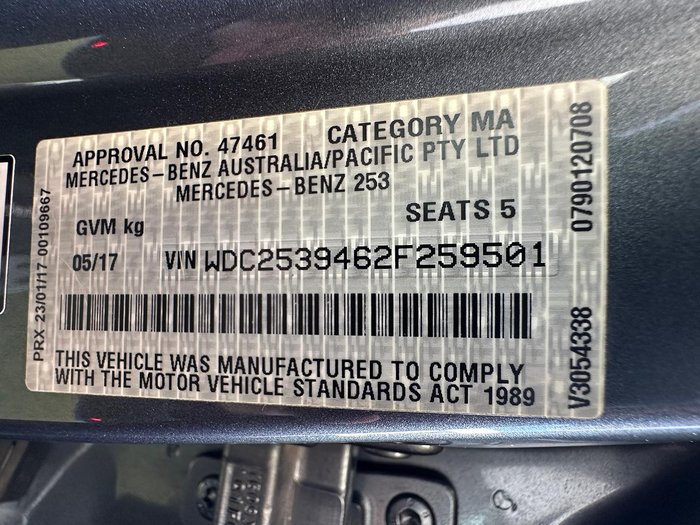 APPROVAL NO. 47461 CATEGORY MA
MERCEDES-BENZ AUSTRALIA/PACIFIC PTY LTD
MERCEDES-BENZ 253
GVM kg SEATS 5
05/17 VIN WDC2539462F259501
THIS VEHICLE WAS MANUFACTURED TO COMPLY
WITH THE MOTOR VEHICLE STANDARDS ACT 1989
PRX 23/01/17 00109667
V3054338 0790120708